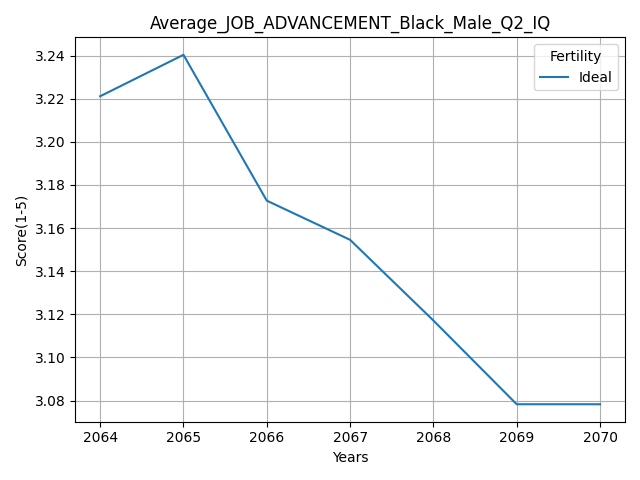 Average_JOB_ADVANCEMENT_Black_Male_Q2_IQ
Fertility
Ideal
3.24
3.22
3.20
3.18
3.16
3.14
3.12
3.10
3.08
Score(1-5)
2064 2065 2066 2067 2068 2069 2070
Years